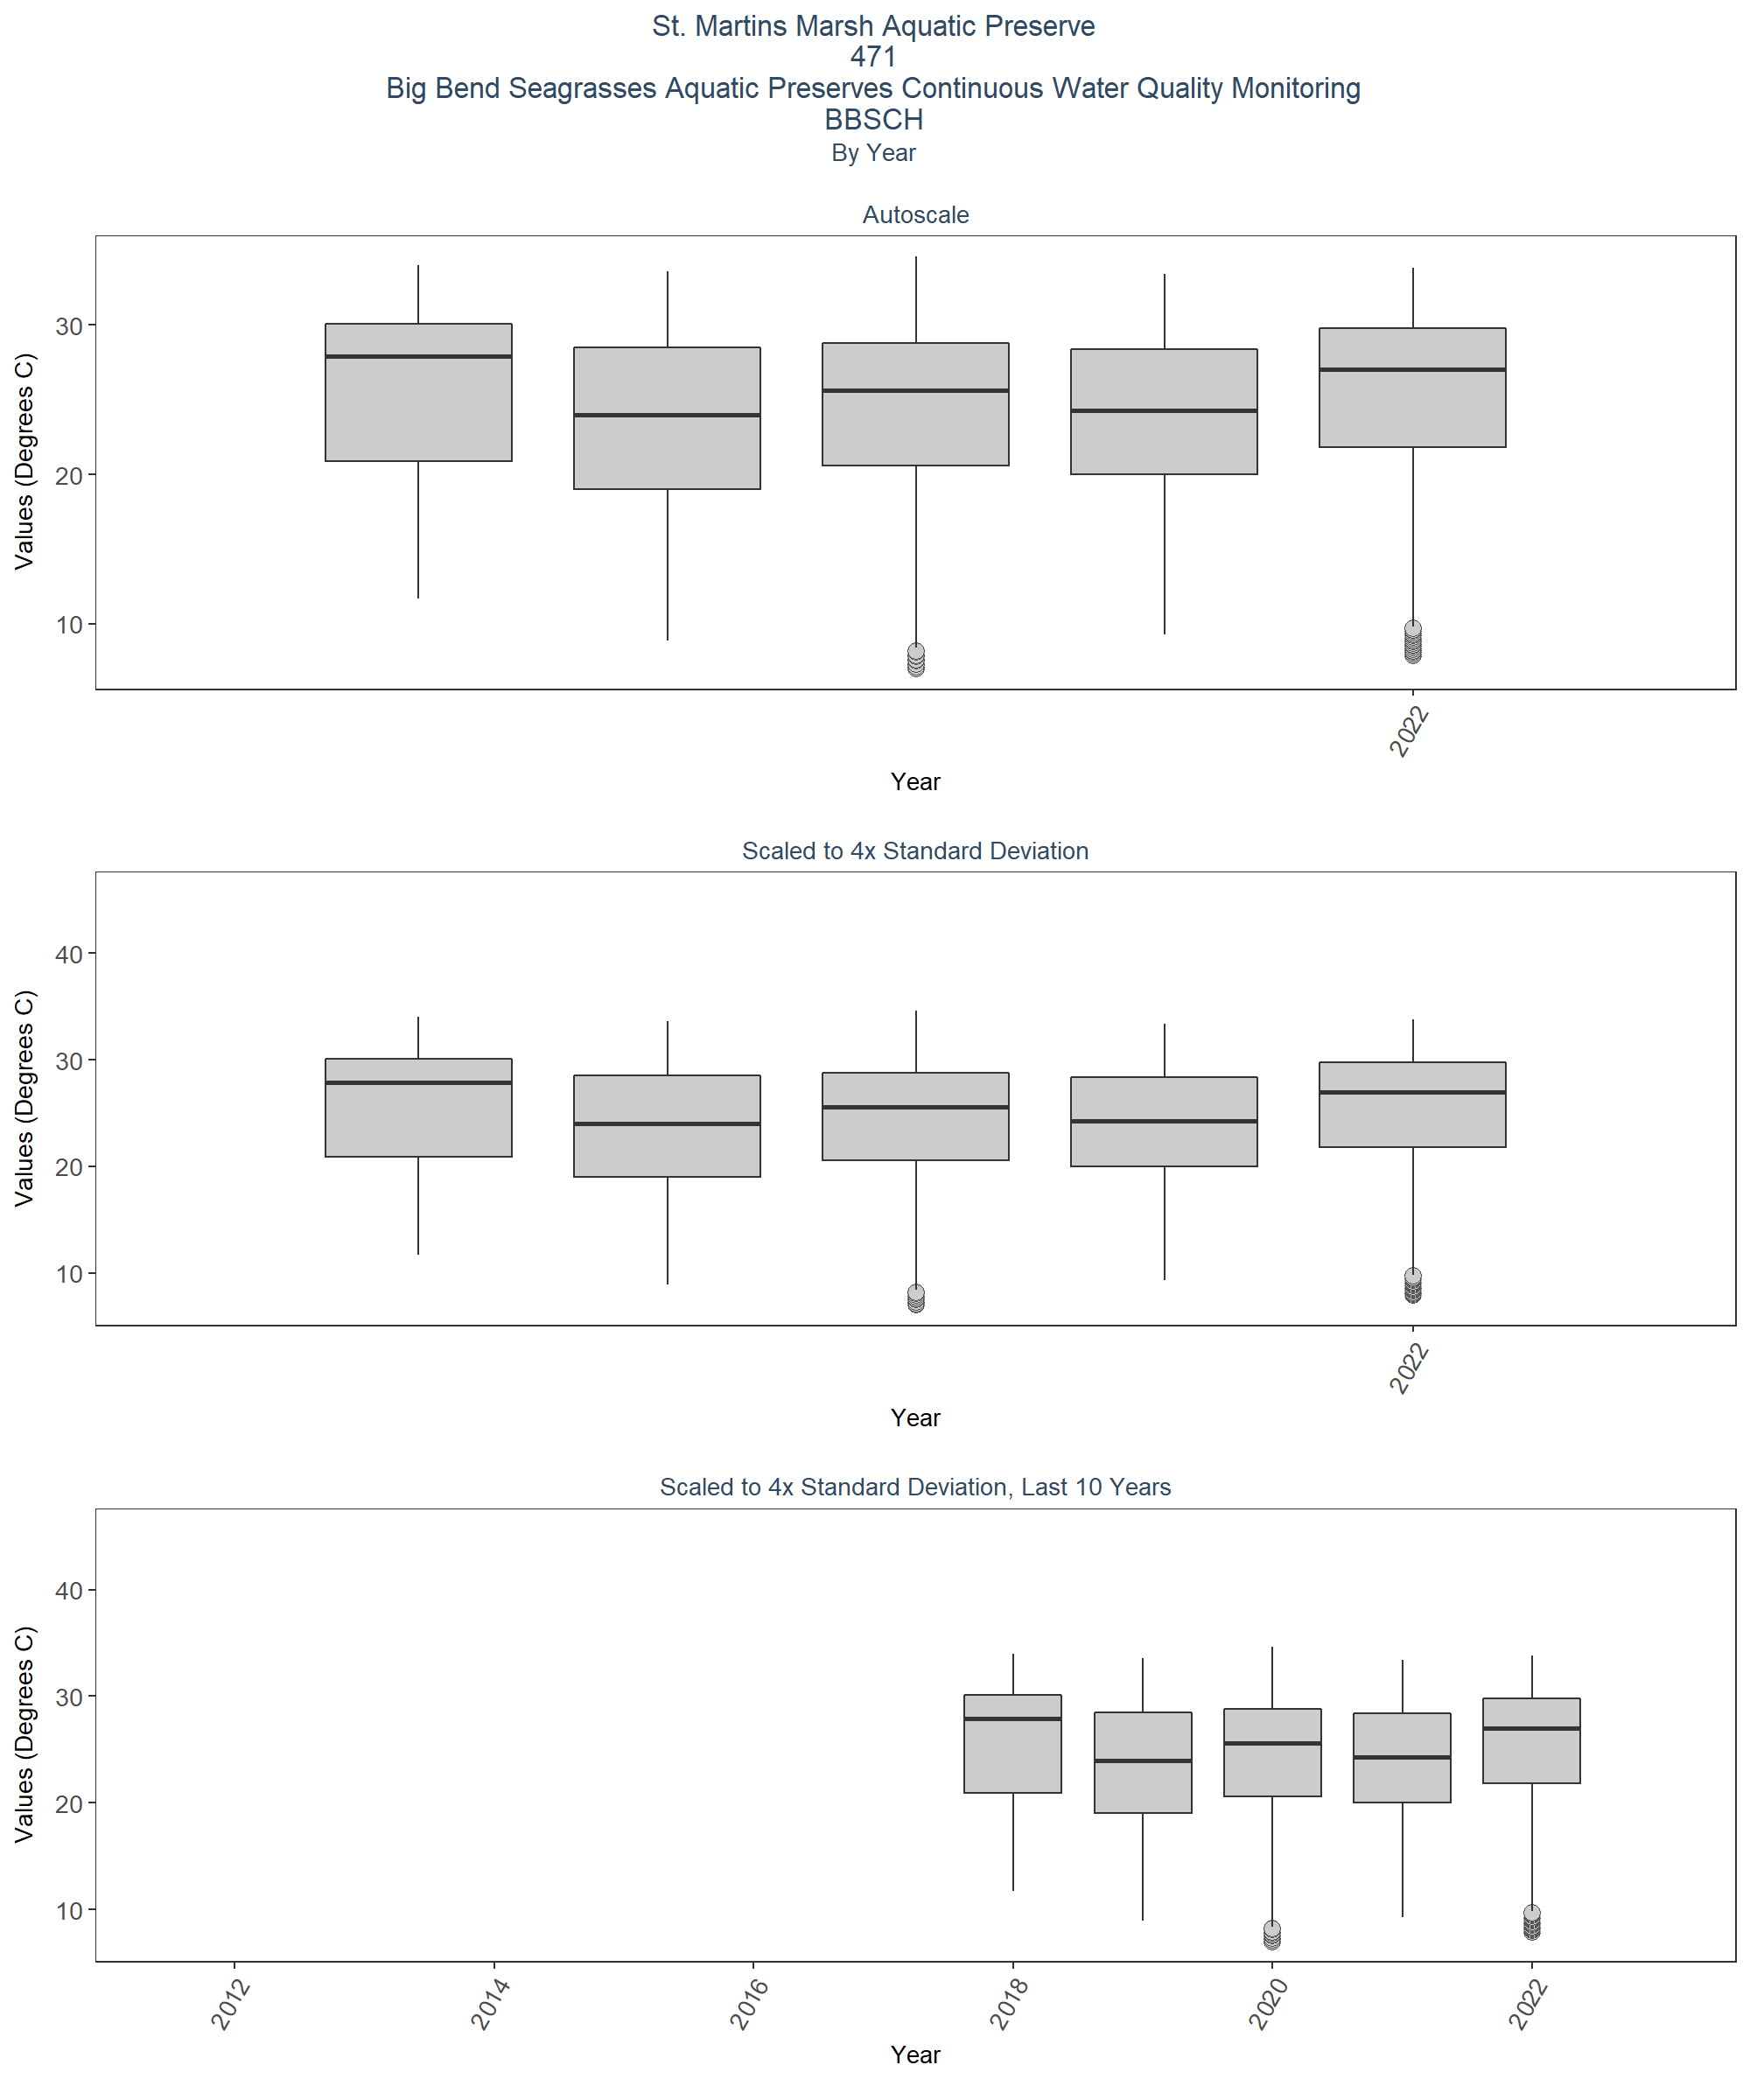 St. Martins Marsh Aquatic Preserve
471
Big Bend Seagrasses Aquatic Preserves Continuous Water Quality Monitoring
BBSCH
By Year
Autoscale
Values (Degrees C)
30
20
10
2022
Year
Scaled to 4x Standard Deviation
Values (Degrees C)
40
30
20
10
2022
Year
Scaled to 4x Standard Deviation, Last 10 Years
Values (Degrees C)
40
30
20
10
2012
2014
2016
2018
2020
2022
Year